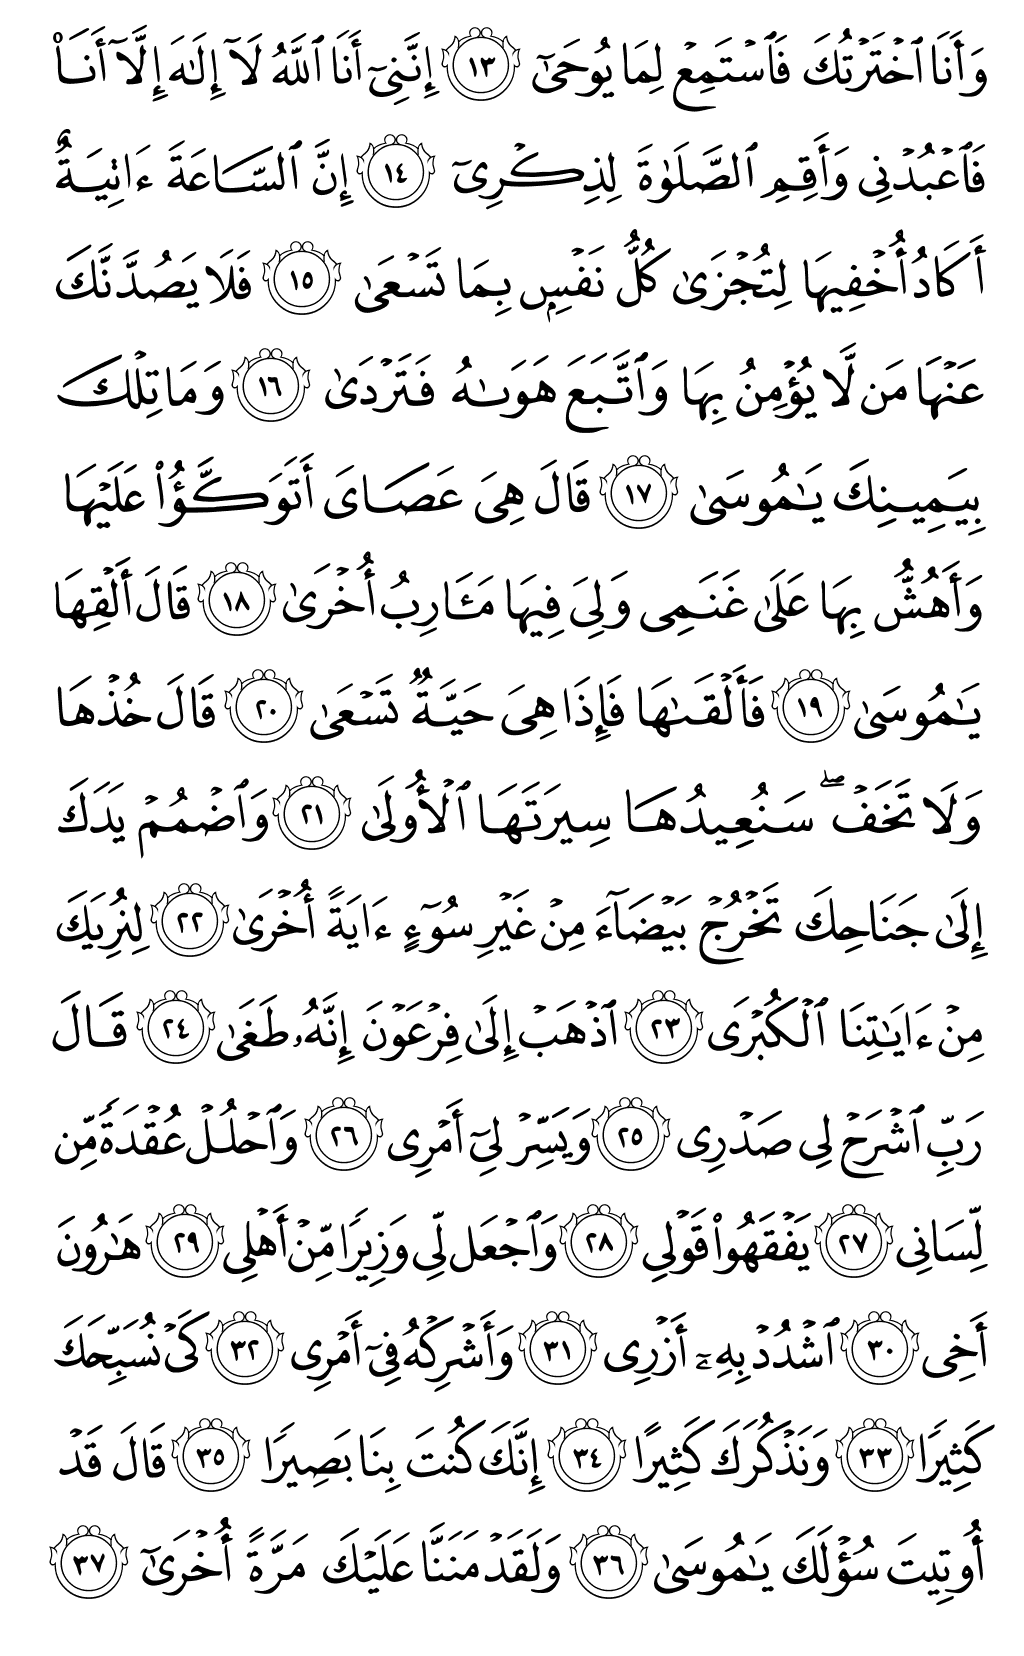 وَأَنَا ٱخْتَرْتُكَ فَٱسْتَمِعْ لِمَا يُوحَىٰٓ ١٣ إِنَّنِىٓ أَنَا ٱللَّهُ لَآ إِلَٰهَ إِلَّآ أَنَا۠
فَٱعْبُدْنِى وَأَقِمِ ٱلصَّلَوٰةَ لِذِكْرِىٓ ١٤ إِنَّ ٱلسَّاعَةَ ءَاتِيَةٌ
أَكَادُ أُخْفِيهَا لِتُجْزَىٰ كُلُّ نَفْسٍۭ بِمَا تَسْعَىٰ ١٥ فَلَا يَصُدَّنَّكَ
عَنْهَا مَن لَّا يُؤْمِنُ بِهَا وَٱتَّبَعَ هَوَىٰهُ فَتَرْدَىٰ ١٦ وَمَا تِلْكَ
بِيَمِينِكَ يَٰمُوسَىٰ ١٧ قَالَ هِىَ عَصَاىَ أَتَوَكَّؤُا۟ عَلَيْهَا
وَأَهُشُّ بِهَا عَلَىٰ غَنَمِى وَلِىَ فِيهَا مَـَٔارِبُ أُخْرَىٰ ١٨ قَالَ أَلْقِهَا
يَٰمُوسَىٰ ١٩ فَأَلْقَىٰهَا فَإِذَا هِىَ حَيَّةٌ تَسْعَىٰ ٢٠ قَالَ خُذْهَا
وَلَا تَخَفْ ۖ سَنُعِيدُهَا سِيرَتَهَا ٱلْأُولَىٰ ٢١ وَٱضْمُمْ يَدَكَ
إِلَىٰ جَنَاحِكَ تَخْرُجْ بَيْضَآءَ مِنْ غَيْرِ سُوٓءٍ ءَايَةً أُخْرَىٰ ٢٢ لِنُرِيَكَ
مِنْ ءَايَٰتِنَا ٱلْكُبْرَى ٢٣ ٱذْهَبْ إِلَىٰ فِرْعَوْنَ إِنَّهُۥ طَغَىٰ ٢٤ قَالَ
رَبِّ ٱشْرَحْ لِى صَدْرِى ٢٥ وَيَسِّرْ لِىٓ أَمْرِى ٢٦ وَٱحْلُلْ عُقْدَةً مِّن
لِّسَانِى ٢٧ يَفْقَهُوا۟ قَوْلِى ٢٨ وَٱجْعَل لِّى وَزِيرًا مِّنْ أَهْلِى ٢٩ هَٰرُونَ
أَخِى ٣٠ ٱشْدُدْ بِهِۦٓ أَزْرِى ٣١ وَأَشْرِكْهُ فِىٓ أَمْرِى ٣٢ كَىْ نُسَبِّحَكَ
كَثِيرًا ٣٣ وَنَذْكُرَكَ كَثِيرًا ٣٤ إِنَّكَ كُنتَ بِنَا بَصِيرًا ٣٥ قَالَ قَدْ
أُوتِيتَ سُؤْلَكَ يَٰمُوسَىٰ ٣٦ وَلَقَدْ مَنَنَّا عَلَيْكَ مَرَّةً أُخْرَىٰٓ ٣٧